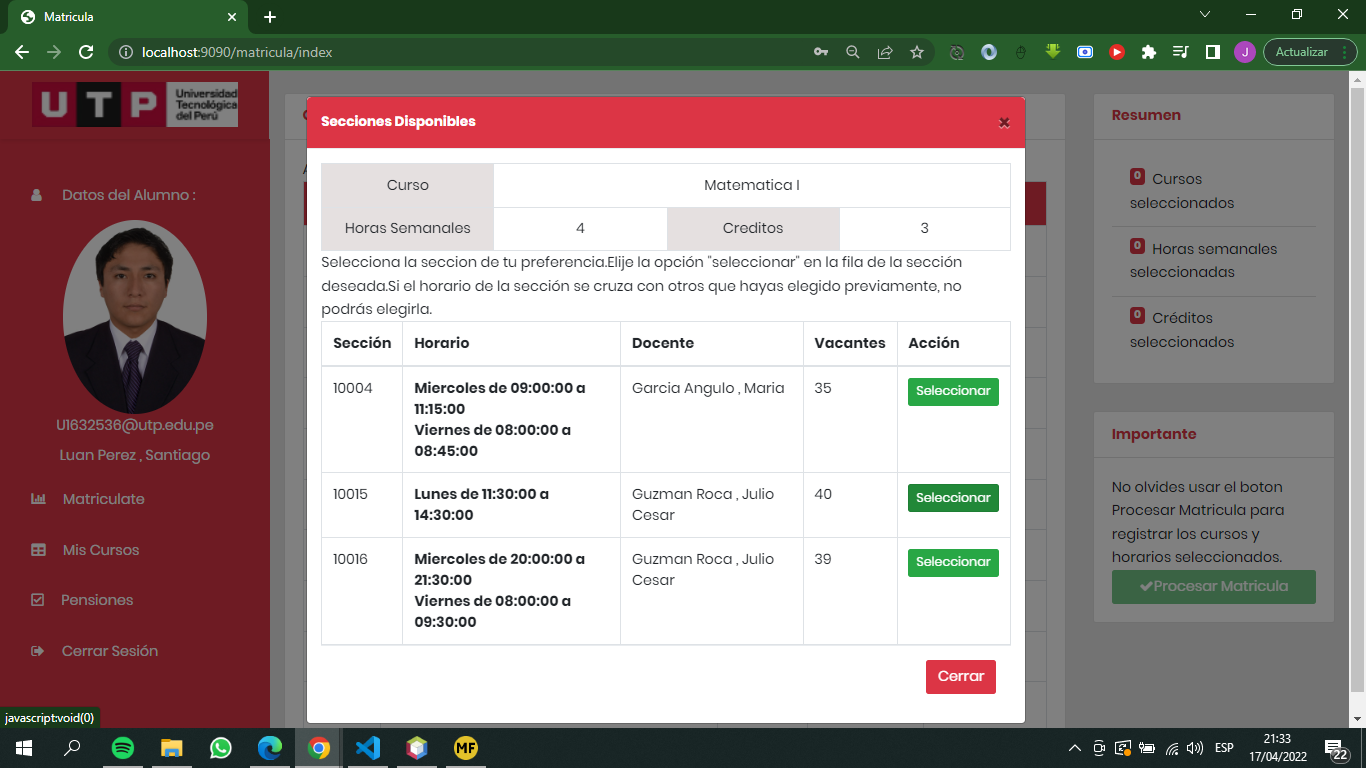 Matricula
localhost:9090/matricula/index
J
Actualizar
UTP
Universidad
Tecnológica
del Perú
Datos del Alumno :
U1632536@utp.edu.pe
Luan Perez , Santiago
Matriculate
Mis Cursos
Pensiones
Cerrar Sesión
Secciones Disponibles
Curso
Matematica I
Horas Semanales
4
Creditos
3
Selecciona la seccion de tu preferencia.Elije la opción "seleccionar" en la fila de la sección
deseada.Si el horario de la sección se cruza con otros que hayas elegido previamente, no
podrás elegirla.
Sección Horario Docente Vacantes Acción
10004 Miercoles de 09:00:00 a Garcia Angulo , Maria 35 Seleccionar
11:15:00
Viernes de 08:00:00 a
08:45:00
10015 Lunes de 11:30:00 a Guzman Roca , Julio 40 Seleccionar
14:30:00 Cesar
10016 Miercoles de 20:00:00 a Guzman Roca , Julio 39 Seleccionar
21:30:00 Cesar
Viernes de 08:00:00 a
09:30:00
Cerrar
Resumen
0 Cursos
seleccionados
0 Horas semanales
seleccionadas
0 Créditos
seleccionados
Importante
No olvides usar el boton
Procesar Matricula para
registrar los cursos y
horarios seleccionados.
Procesar Matricula
javascript:void(0)
MF
ESP
21:33
17/04/2022
22